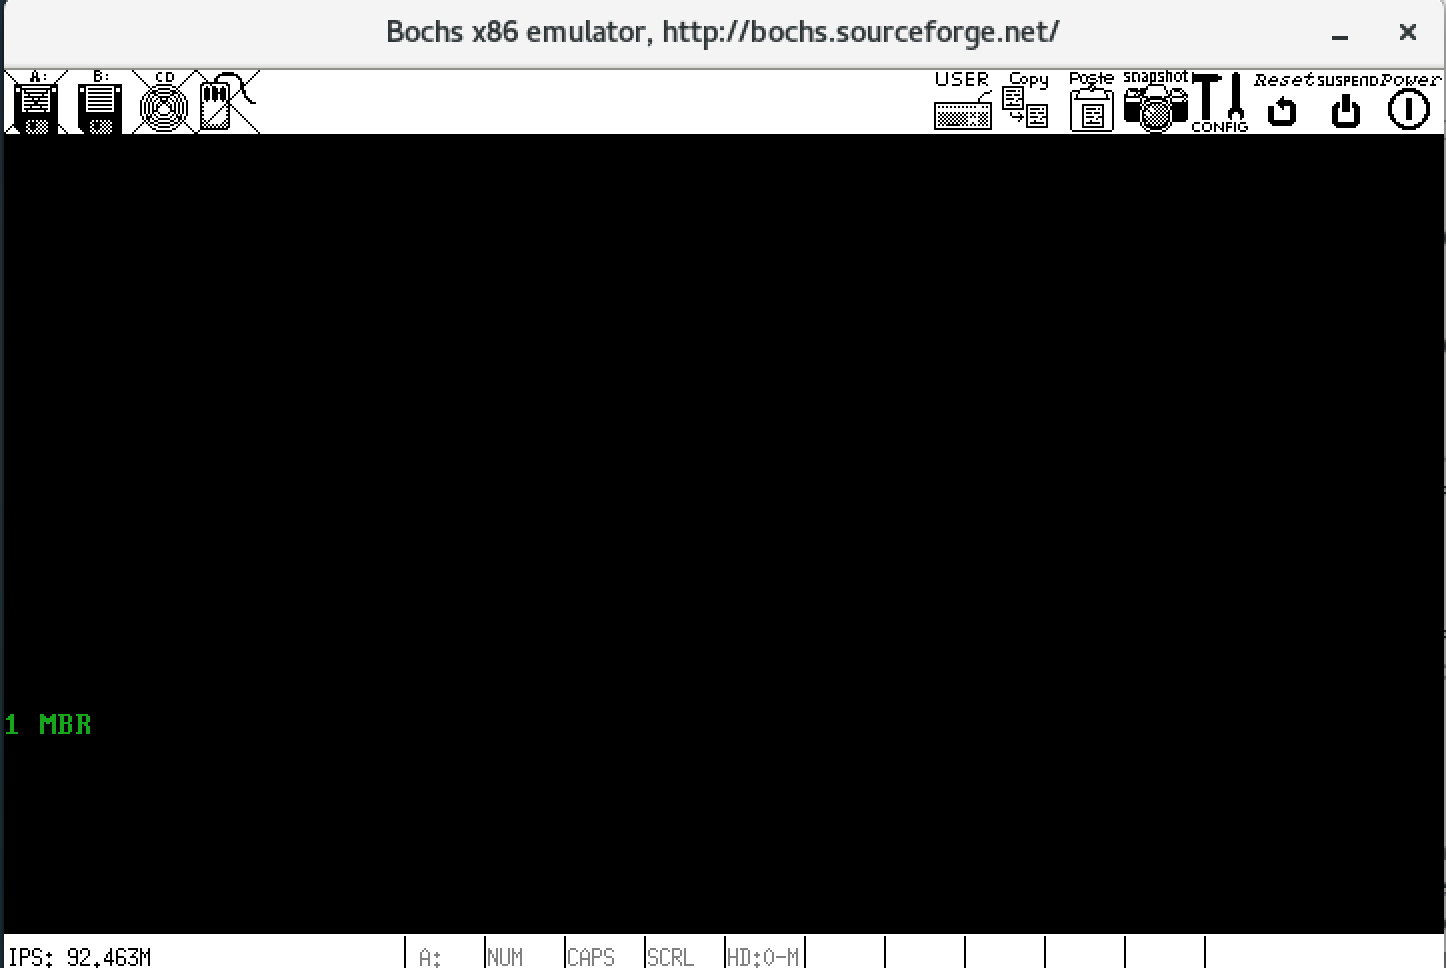 Bochs x86 emulator, http://bochs.sourceforge.net/
A: B: CD USER Copy Poste snapshot CONFIG Reset SUSPEND Power
1 MBR
IPS: 92.463M A: NUM CAPS SCRL HD:0-M